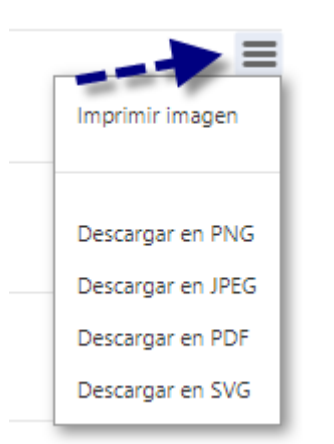 Imprimir imagen
Descargar en PNG
Descargar en JPEG
Descargar en PDF
Descargar en SVG